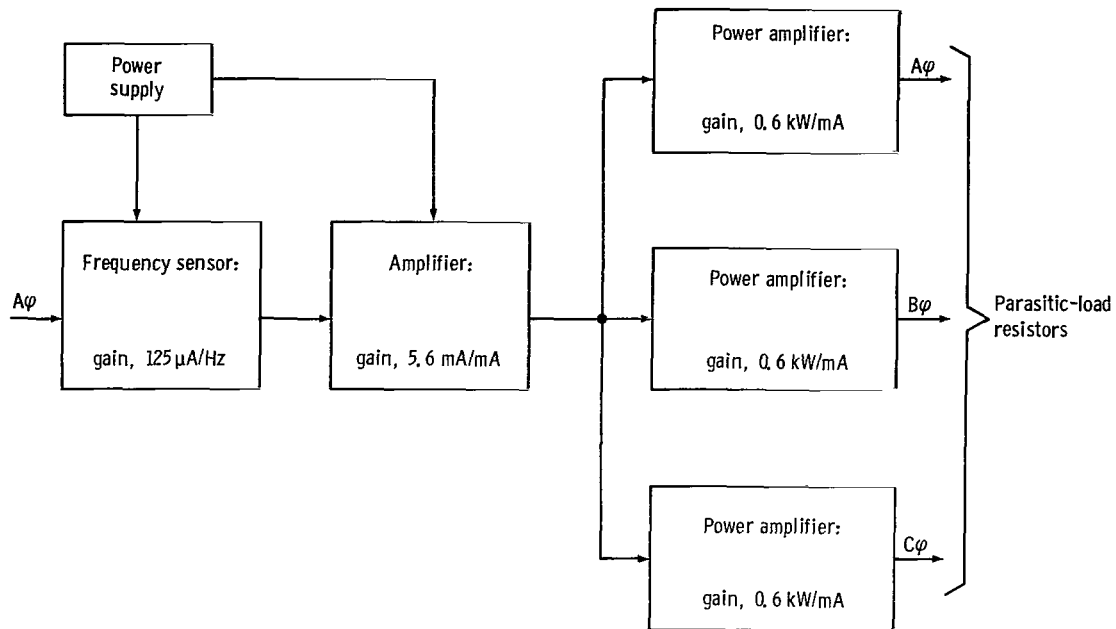 Power
supply
Frequency sensor:
gain, 125 μA/Hz
Aφ
Amplifier:
gain, 5.6 mA/mA
Power amplifier:
gain, 0.6 kW/mA
Aφ
Power amplifier:
gain, 0.6 kW/mA
Bφ
Power amplifier:
gain, 0.6 kW/mA
Cφ
Parasitic-load
resistors